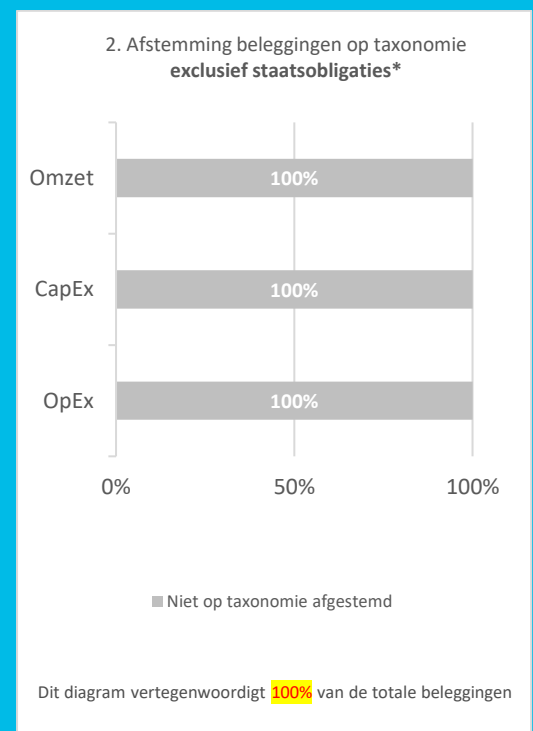 2. Afstemming beleggingen op taxonomie
exclusief staatsobligaties*
Omzet
100%
CapEx
100%
OpEx
100%
0%
50%
100%
Niet op taxonomie afgestemd
Dit diagram vertegenwoordigt 100% van de totale beleggingen